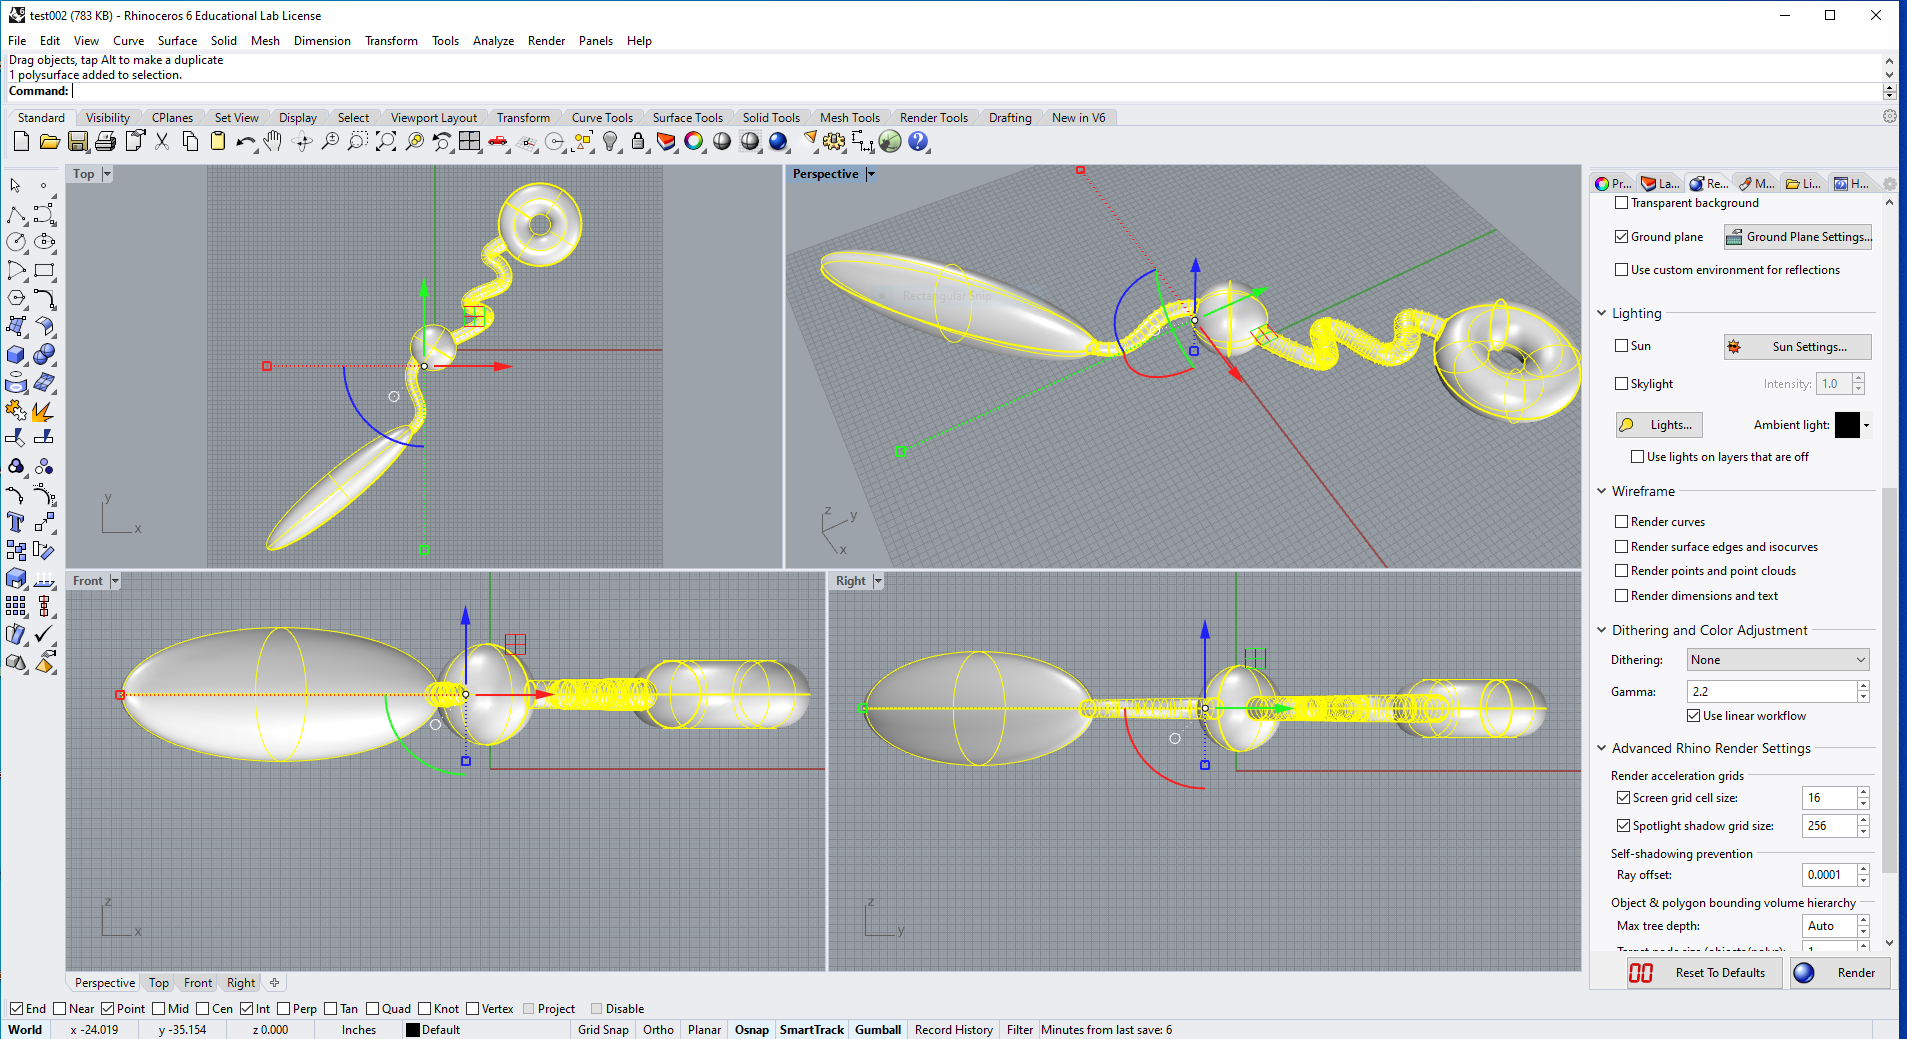 test002 (783 KB) - Rhinoceros 6 Educational Lab License
File Edit View Curve Surface Solid Mesh Dimension Transform Tools Analyze Render Panels Help
Drag objects, tap Alt to make a duplicate
1 polysurface added to selection.
Command:
Standard Visibility CPlanes Set View Display Select Viewport Layout Transform Curve Tools Surface Tools Solid Tools Mesh Tools Render Tools Drafting New in V6
Top
Perspective
Rectangular Snip
y
x
z
y
x
Front
Right
z
x
z
y
Pr... La... Re... M... Li... H...
Transparent background
Ground plane Ground Plane Settings...
Use custom environment for reflections
Lighting
Sun Sun Settings...
Skylight Intensity: 1.0
Lights... Ambient light:
Use lights on layers that are off
Wireframe
Render curves
Render surface edges and isocurves
Render points and point clouds
Render dimensions and text
Dithering and Color Adjustment
Dithering: None
Gamma: 2.2
Use linear workflow
Advanced Rhino Render Settings
Render acceleration grids
Screen grid cell size: 16
Spotlight shadow grid size: 256
Self-shadowing prevention
Ray offset: 0.0001
Object & polygon bounding volume hierarchy
Max tree depth: Auto
Reset To Defaults Render
Perspective Top Front Right
End Near Point Mid Cen Int Perp Tan Quad Knot Vertex Project Disable
World x -24.019 y -35.154 z 0.000 Inches Default Grid Snap Ortho Planar Osnap SmartTrack Gumball Record History Filter Minutes from last save: 6